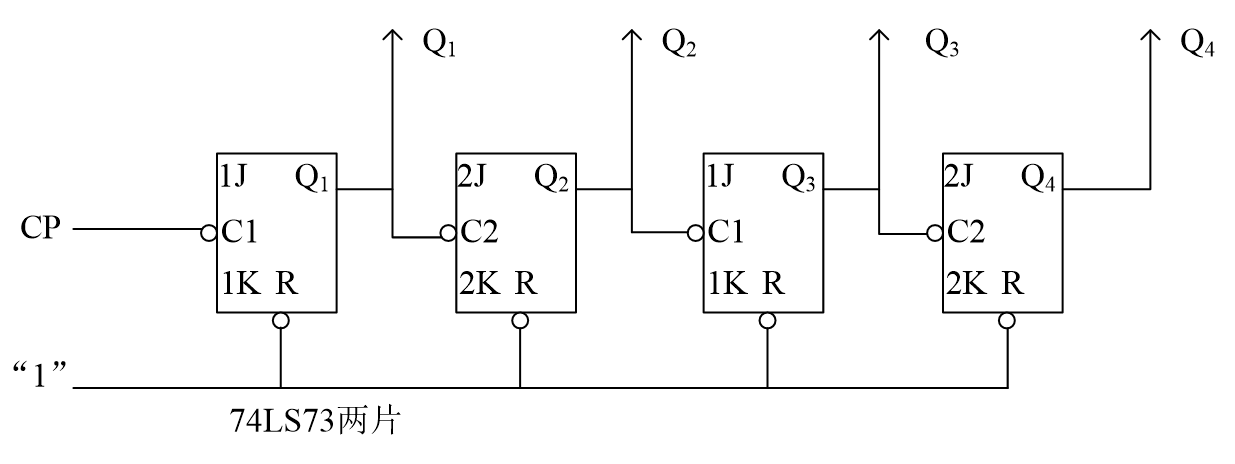 Q₁ Q₂ Q₃ Q₄
1J Q₁ 2J Q₂ 1J Q₃ 2J Q₄
CP C1 C2 C1 C2
1K R 2K R 1K R 2K R
“1”
74LS73两片